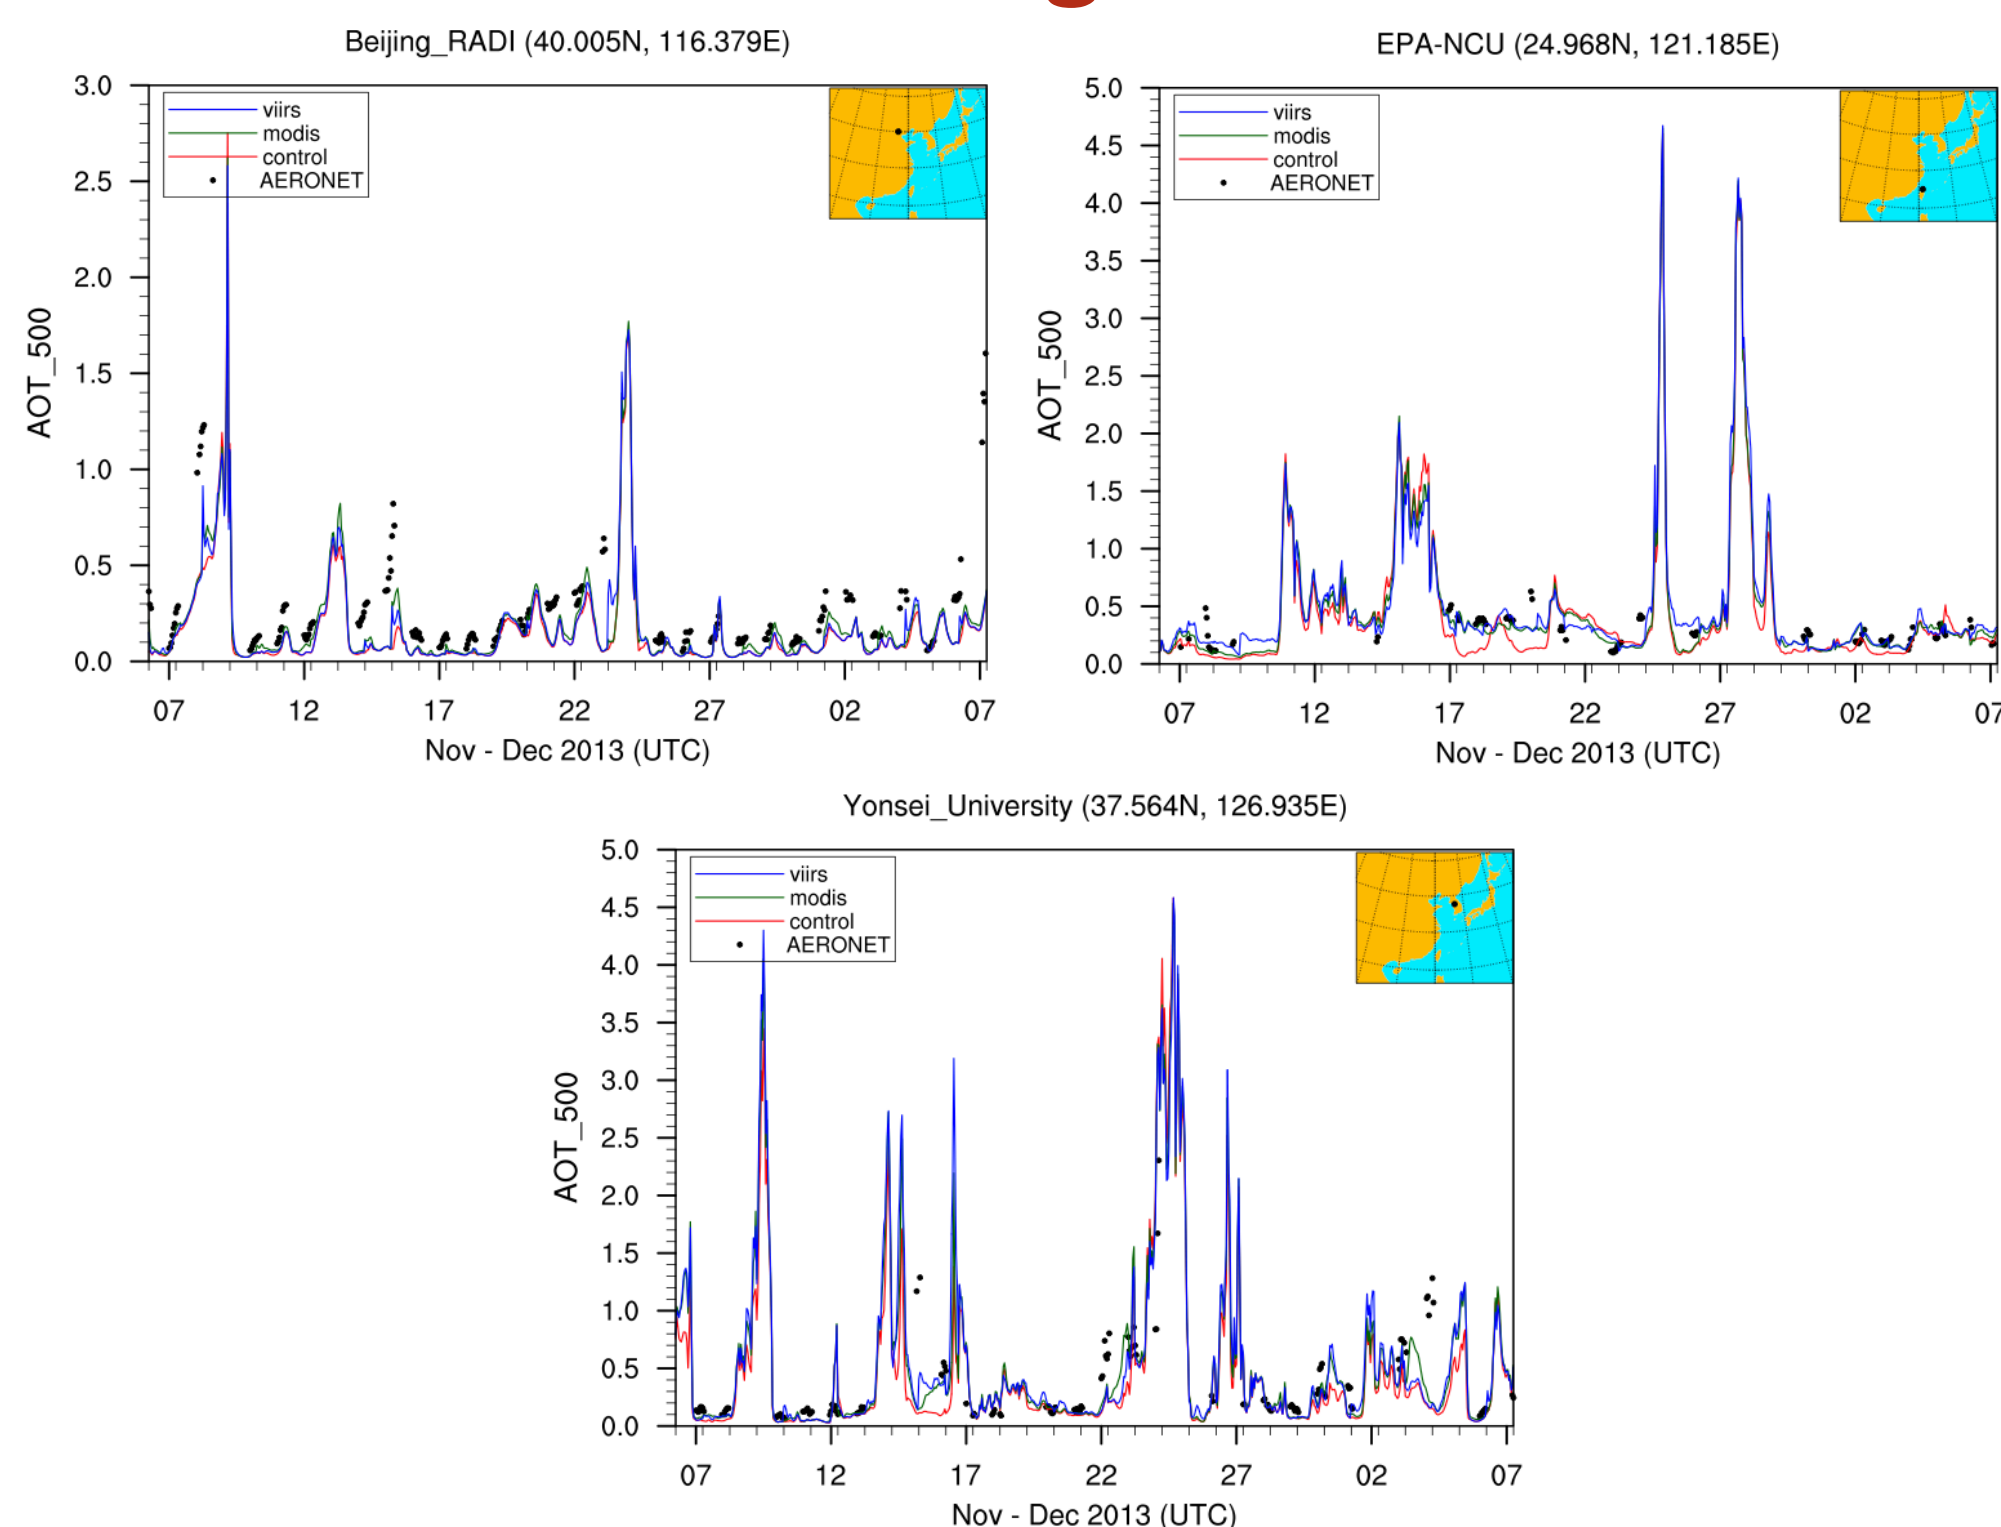 Beijing_RADI (40.005N, 116.379E)
3.0
2.5
2.0
1.5
1.0
0.5
0.0
AOT_500
viirs
modis
control
AERONET
07 12 17 22 27 02 07
Nov - Dec 2013 (UTC)
EPA-NCU (24.968N, 121.185E)
5.0
4.5
4.0
3.5
3.0
2.5
2.0
1.5
1.0
0.5
0.0
AOT_500
viirs
modis
control
AERONET
07 12 17 22 27 02 07
Nov - Dec 2013 (UTC)
Yonsei_University (37.564N, 126.935E)
5.0
4.5
4.0
3.5
3.0
2.5
2.0
1.5
1.0
0.5
0.0
AOT_500
viirs
modis
control
AERONET
07 12 17 22 27 02 07
Nov - Dec 2013 (UTC)